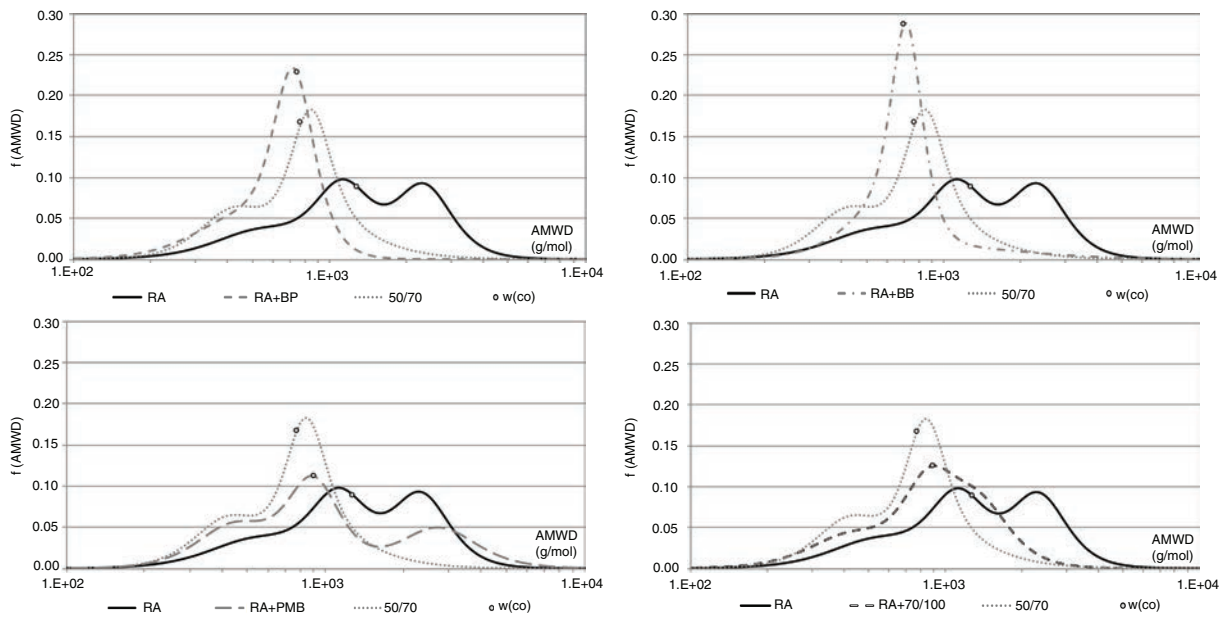 0.30
0.25
0.20
0.15
0.10
0.05
0.00
f (AMWD)
AMWD
(g/mol)
1.E+02
1.E+03
1.E+04
RA
RA+BP
50/70
w(co)
0.30
0.25
0.20
0.15
0.10
0.05
0.00
f (AMWD)
AMWD
(g/mol)
1.E+02
1.E+03
1.E+04
RA
RA+BB
50/70
w(co)
0.30
0.25
0.20
0.15
0.10
0.05
0.00
f (AMWD)
AMWD
(g/mol)
1.E+02
1.E+03
1.E+04
RA
RA+PMB
50/70
w(co)
0.30
0.25
0.20
0.15
0.10
0.05
0.00
f (AMWD)
AMWD
(g/mol)
1.E+02
1.E+03
1.E+04
RA
RA+70/100
50/70
w(co)